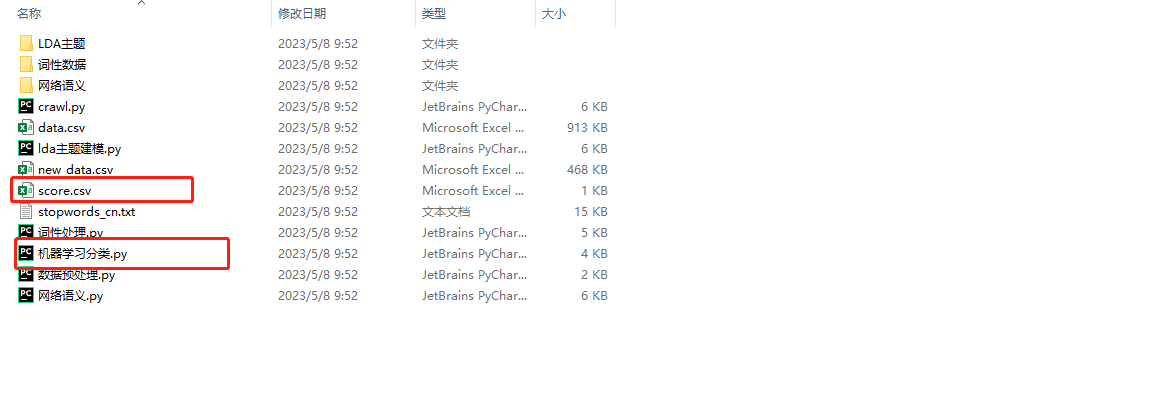 名称 修改日期 类型 大小
LDA主题 2023/5/8 9:52 文件夹
词性数据 2023/5/8 9:52 文件夹
网络语义 2023/5/8 9:52 文件夹
crawl.py 2023/5/8 9:52 JetBrains PyChar... 6 KB
data.csv 2023/5/8 9:52 Microsoft Excel ... 913 KB
lda主题建模.py 2023/5/8 9:52 JetBrains PyChar... 6 KB
new_data.csv 2023/5/8 9:52 Microsoft Excel ... 468 KB
score.csv 2023/5/8 9:52 Microsoft Excel ... 1 KB
stopwords_cn.txt 2023/5/8 9:52 文本文档 15 KB
词性处理.py 2023/5/8 9:52 JetBrains PyChar... 5 KB
机器学习分类.py 2023/5/8 9:52 JetBrains PyChar... 4 KB
数据预处理.py 2023/5/8 9:52 JetBrains PyChar... 2 KB
网络语义.py 2023/5/8 9:52 JetBrains PyChar... 6 KB